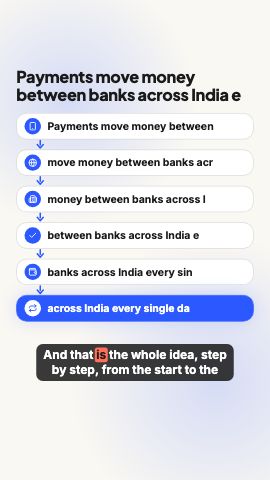 Payments move money
between banks across India e
Payments move money between
move money between banks acr
money between banks across I
between banks across India e
banks across India every sin
across India every single da
And that is the whole idea, step
by step, from the start to the